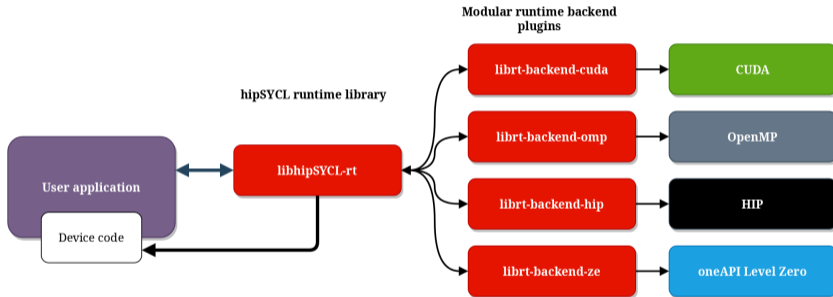 Modular runtime backend
plugins
hipSYCL runtime library
librt-backend-cuda
CUDA
librt-backend-omp
OpenMP
User application
libhipSYCL-rt
librt-backend-hip
HIP
Device code
librt-backend-ze
oneAPI Level Zero